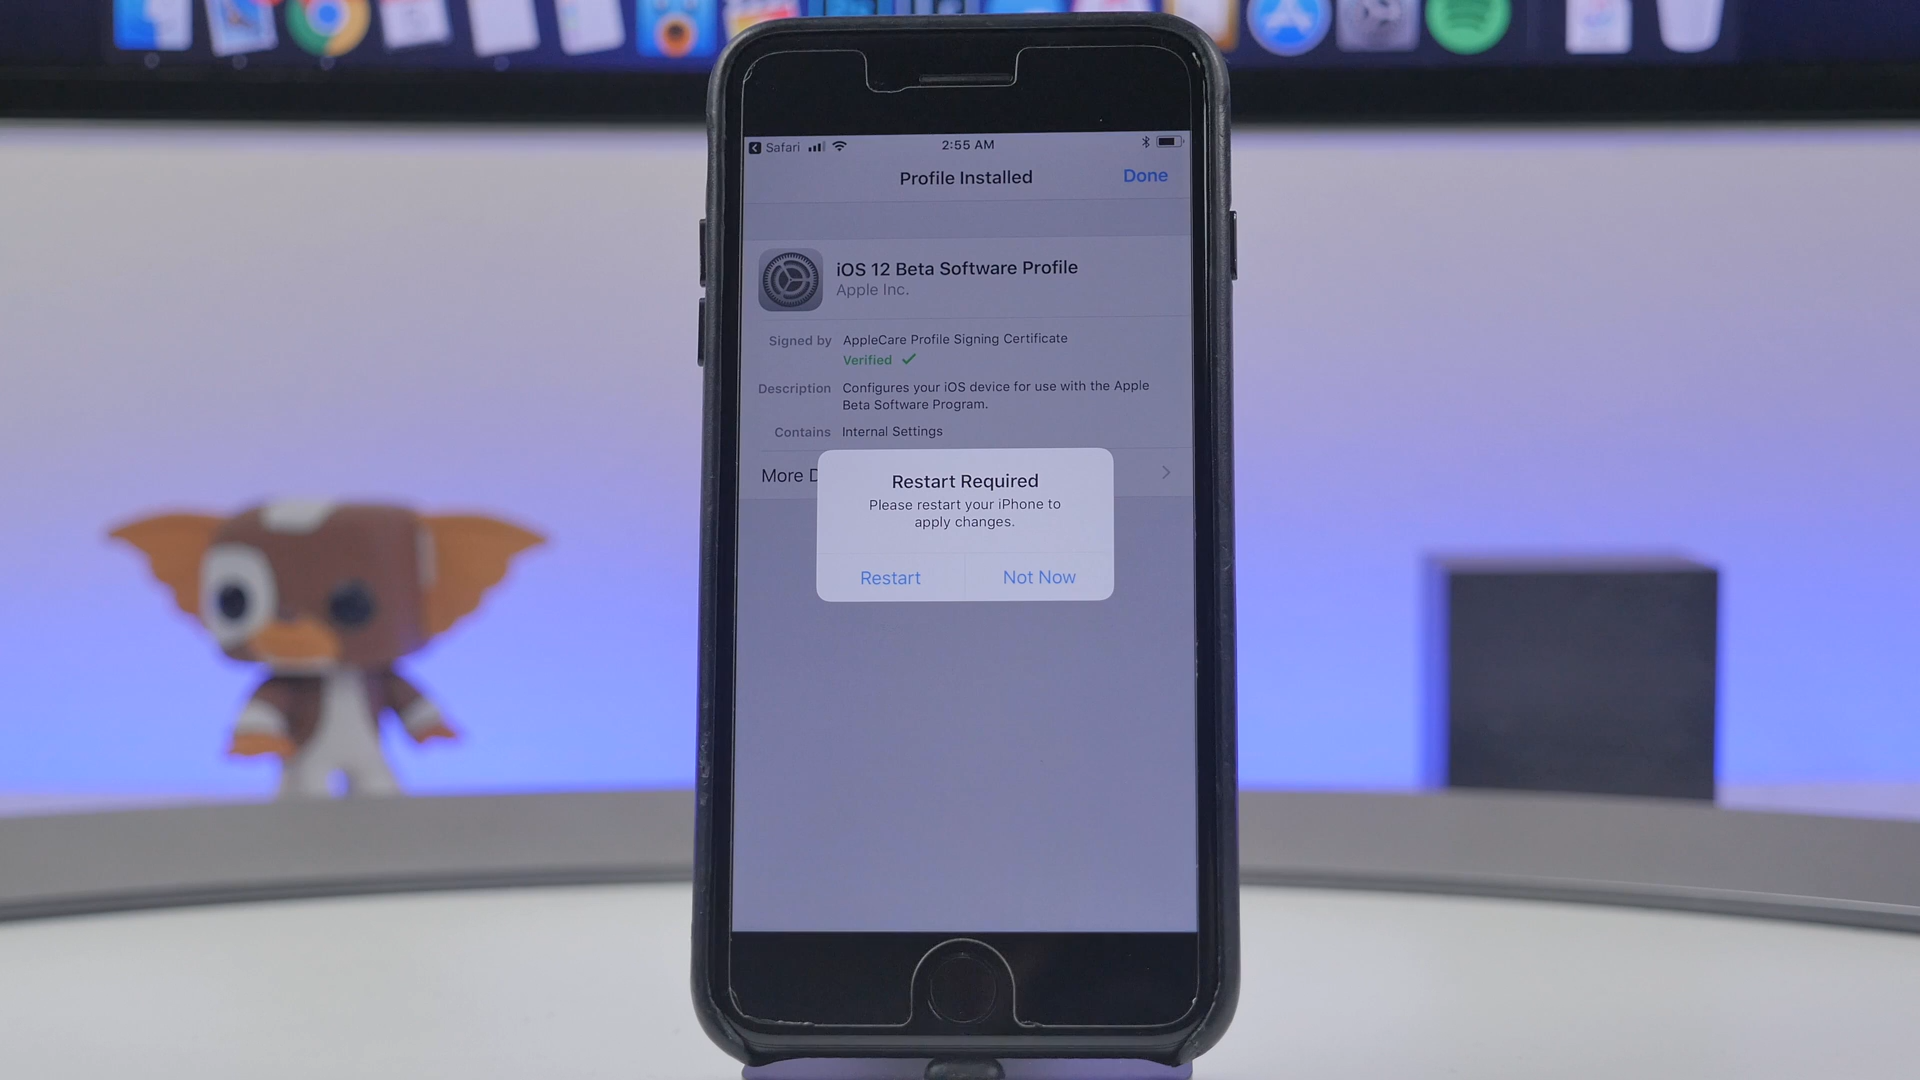 Safari
2:55 AM
Profile Installed
Done
iOS 12 Beta Software Profile
Apple Inc.
Signed by AppleCare Profile Signing Certificate
Verified
Description Configures your iOS device for use with the Apple
Beta Software Program.
Contains Internal Settings
More D
Restart Required
Please restart your iPhone to
apply changes.
Restart
Not Now